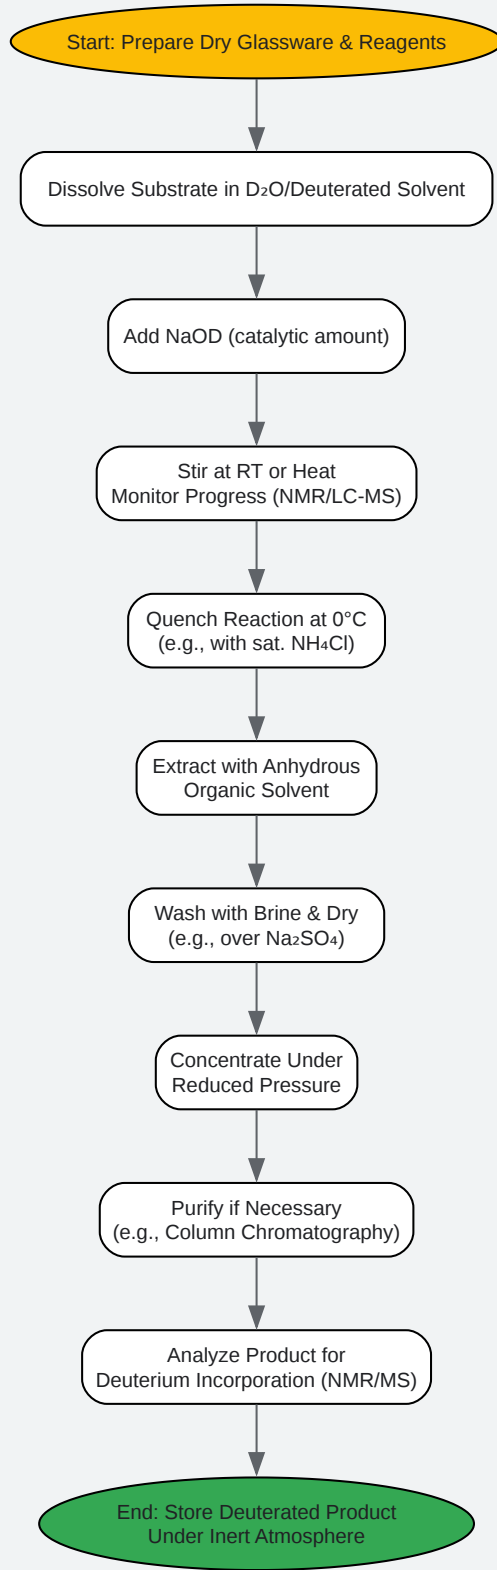 Start: Prepare Dry Glassware & Reagents
Dissolve Substrate in D₂O/Deuterated Solvent
Add NaOD (catalytic amount)
Stir at RT or Heat
Monitor Progress (NMR/LC-MS)
Quench Reaction at 0°C
(e.g., with sat. NH₄Cl)
Extract with Anhydrous
Organic Solvent
Wash with Brine & Dry
(e.g., over Na₂SO₄)
Concentrate Under
Reduced Pressure
Purify if Necessary
(e.g., Column Chromatography)
Analyze Product for
Deuterium Incorporation (NMR/MS)
End: Store Deuterated Product
Under Inert Atmosphere